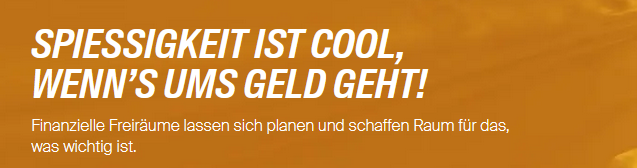 SPIESSIGKEIT IST COOL,
WENN'S UMS GELD GEHT!
Finanzielle Freiräume lassen sich planen und schaffen Raum für das,
was wichtig ist.